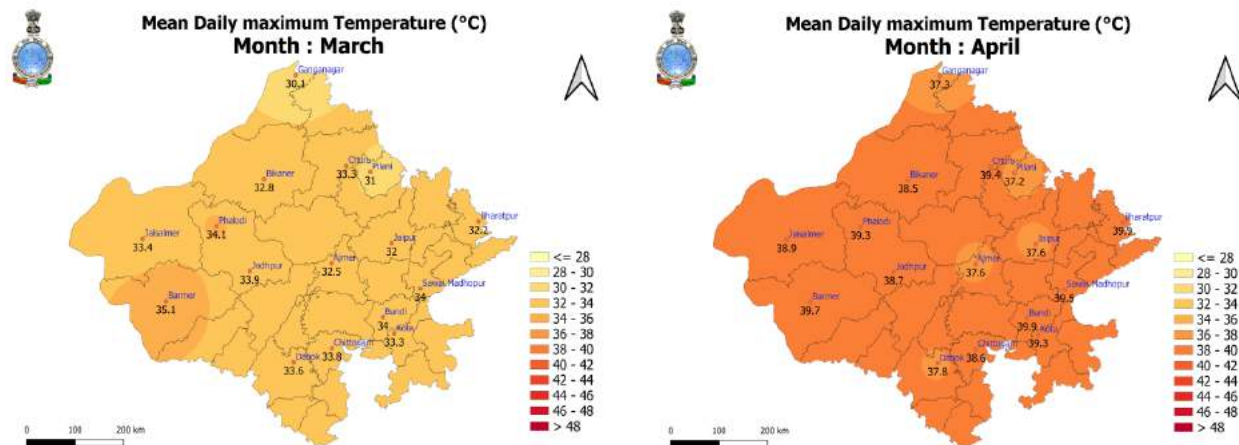 Mean Daily maximum Temperature (°C)
Month : March
Ganganagar
30.1
Churu
33.3
Pilani
31
Bikaner
32.8
Phalodi
34.1
Bharatpur
32.2
Jaisalmer
33.4
Jaipur
32
Ajmer
32.5
Jodhpur
33.9
Sawai Madhopur
34
Barmer
35.1
Bundi
34
Kota
33.3
Chittorgarh
33.8
Dabok
33.6
<= 28
28 - 30
30 - 32
32 - 34
34 - 36
36 - 38
38 - 40
40 - 42
42 - 44
44 - 46
46 - 48
> 48
0 100 200 km
Mean Daily maximum Temperature (°C)
Month : April
Ganganagar
37.3
Churu
39.4
Pilani
37.2
Bikaner
38.5
Phalodi
39.3
Bharatpur
39.9
Jaisalmer
38.9
Jaipur
37.6
Ajmer
37.6
Jodhpur
38.7
Sawai Madhopur
39.5
Barmer
39.7
Bundi
39.9
Kota
39.3
Chittorgarh
38.6
Dabok
37.8
<= 28
28 - 30
30 - 32
32 - 34
34 - 36
36 - 38
38 - 40
40 - 42
42 - 44
44 - 46
46 - 48
> 48
0 100 200 km